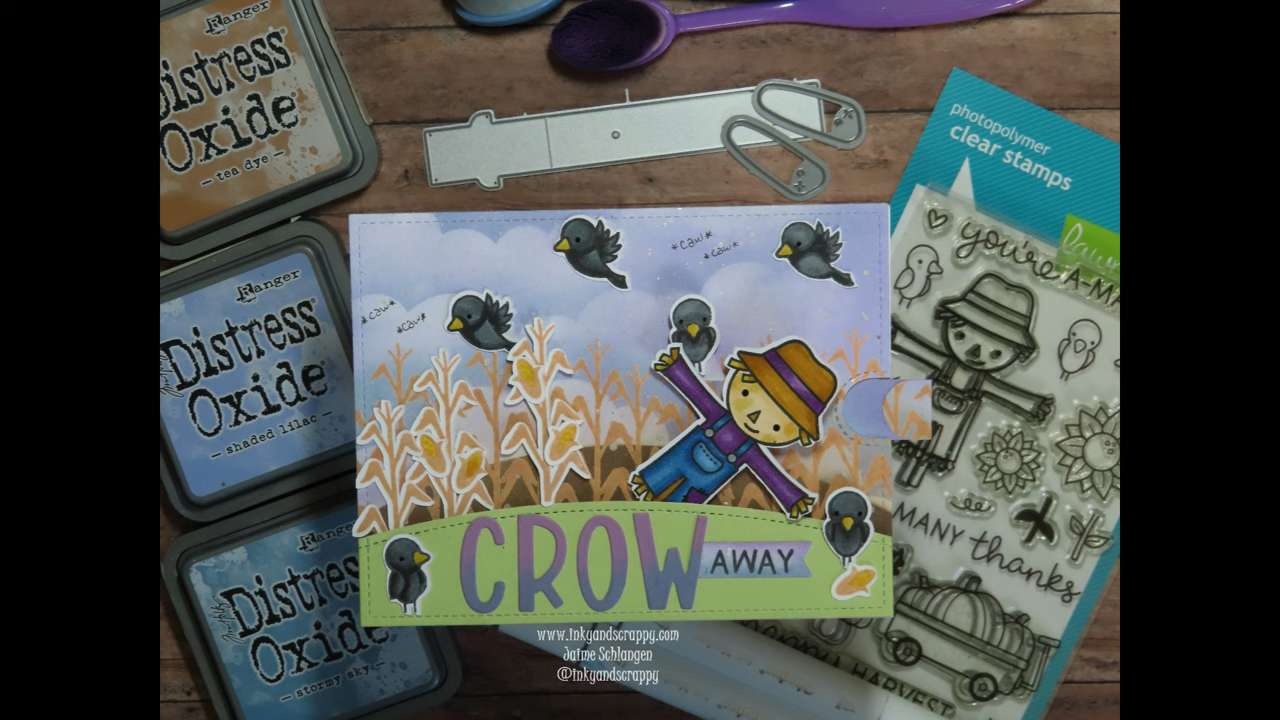 Ranger
Distress
Oxide
— tea dye —
Ranger
Distress
Oxide
— shaded lilac —
Ranger
Distress
Oxide
— stormy sky —
photopolymer
clear stamps
you're A-MA
MANY thanks
HARVEST
*caw*
*caw*
*caw*
*caw*
CROW
AWAY
www.inkyandscrappy.com
Jaime Schlangen
@inkyandscrappy